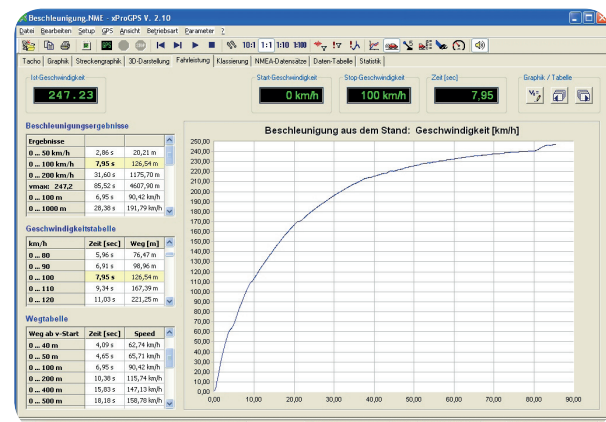 Beschleunigung.NME - xProGPS V. 2.10
Datei Bearbeiten Setup GPS Ansicht Betriebsart Parameter ?
GPS 10:1 1:1 1:10 1:100
Tacho Graphik Streckengraphik 3D-Darstellung Fahrleistung Klassierung NMEA-Datensätze Daten-Tabelle Statistik
Ist-Geschwindigkeit Start-Geschwindigkeit Stop-Geschwindigkeit Zeit [sec] Graphik / Tabelle
247.23 0 km/h 100 km/h 7,95
Beschleunigungsergebnisse
Ergebnisse
0 ... 50 km/h 2,86 s 20,21 m
0 ... 100 km/h 7,95 s 126,54 m
0 ... 200 km/h 31,60 s 1175,70 m
vmax: 247,2 85,52 s 4607,90 m
0 ... 100 m 6,95 s 90,42 km/h
0 ... 1000 m 28,38 s 191,79 km/h
Geschwindigkeitstabelle
km/h Zeit [sec] Weg [m]
0 ... 80 5,96 s 76,47 m
0 ... 90 6,91 s 98,96 m
0 ... 100 7,95 s 126,54 m
0 ... 110 9,34 s 167,39 m
0 ... 120 11,03 s 221,25 m
Wegtabelle
Weg ab v-Start Zeit [sec] Speed
0 ... 40 m 4,09 s 62,74 km/h
0 ... 50 m 4,65 s 65,71 km/h
0 ... 100 m 6,95 s 90,42 km/h
0 ... 200 m 10,38 s 115,74 km/h
0 ... 400 m 15,83 s 147,13 km/h
0 ... 500 m 18,18 s 158,78 km/h
Beschleunigung aus dem Stand: Geschwindigkeit [km/h]
250,00
240,00
230,00
220,00
210,00
200,00
190,00
180,00
170,00
160,00
150,00
140,00
130,00
120,00
110,00
100,00
90,00
80,00
70,00
60,00
50,00
40,00
30,00
20,00
10,00
0,00
0,00 10,00 20,00 30,00 40,00 50,00 60,00 70,00 80,00 90,00